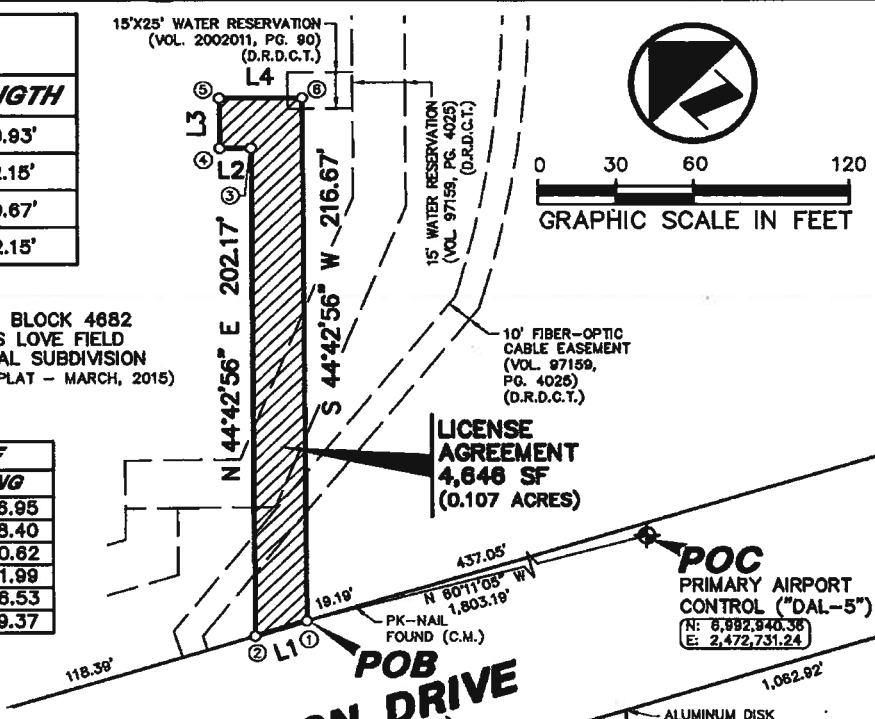 15'X25' WATER RESERVATION
(VOL. 2002011, PG. 90)
(D.R.D.C.T.)
L4
⑤
⑥
L3
④
L2
③
NGTH
.93'
.15'
.67'
2.15'
15' WATER RESERVATION
(VOL. 97159, PG. 4025)
(D.R.D.C.T.)
0 30 60 120
GRAPHIC SCALE IN FEET
N 44°42'56" E 202.17'
S 44°42'56" W 216.67'
BLOCK 4682
S LOVE FIELD
AL SUBDIVISION
PLAT - MARCH, 2015)
10' FIBER-OPTIC
CABLE EASEMENT
(VOL. 97159,
PG. 4025)
(D.R.D.C.T.)
LICENSE
AGREEMENT
4,646 SF
(0.107 ACRES)
NG
6.95
8.40
0.62
1.99
6.53
9.37
437.05'
N 60°11'05" W
1,803.19'
19.19'
PK-NAIL
FOUND (C.M.)
POC
PRIMARY AIRPORT
CONTROL ("DAL-5")
N: 6,992,940.36
E: 2,472,731.24
②
L1
①
POB
118.39'
ON DRIVE
1,062.92'
ALUMINUM DISK